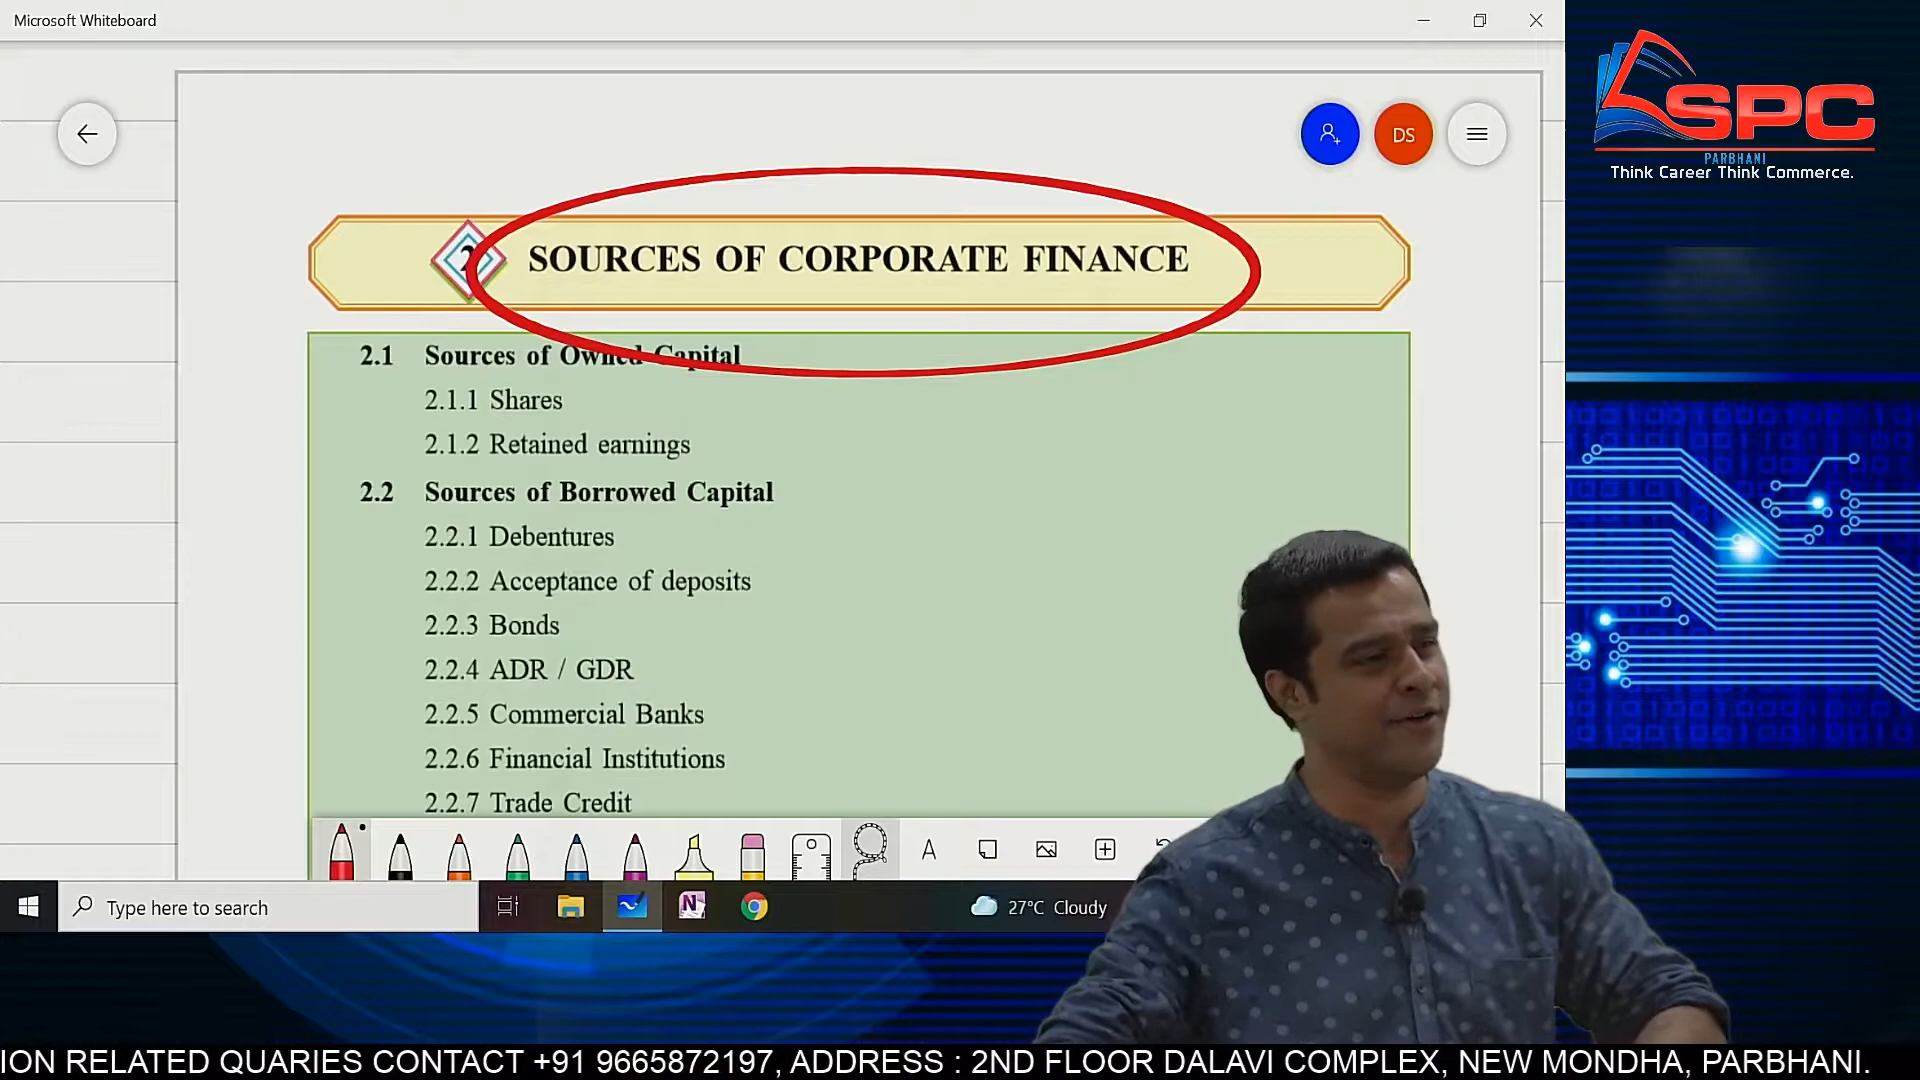 Microsoft Whiteboard
DS
SPC
PARBHANI
Think Career Think Commerce.
2 SOURCES OF CORPORATE FINANCE
2.1 Sources of Owned Capital
2.1.1 Shares
2.1.2 Retained earnings
2.2 Sources of Borrowed Capital
2.2.1 Debentures
2.2.2 Acceptance of deposits
2.2.3 Bonds
2.2.4 ADR / GDR
2.2.5 Commercial Banks
2.2.6 Financial Institutions
2.2.7 Trade Credit
A
Type here to search
N
27°C Cloudy
ION RELATED QUARIES CONTACT +91 9665872197, ADDRESS : 2ND FLOOR DALAVI COMPLEX, NEW MONDHA, PARBHANI.